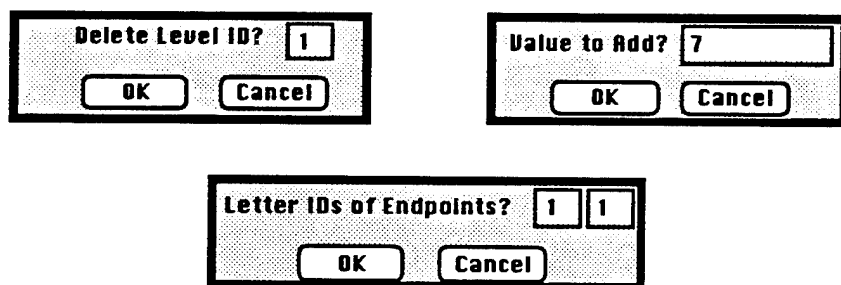 Delete Level ID? 1
OK Cancel
Value to Add? 7
OK Cancel
Letter IDs of Endpoints? 1 1
OK Cancel